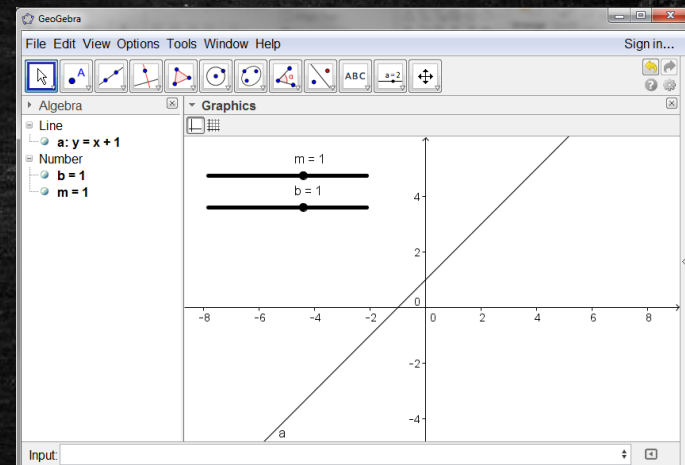 GeoGebra
File Edit View Options Tools Window Help Sign in...
A α ABC a=2
Algebra
Graphics
Line
a: y = x + 1
Number
b = 1
m = 1
m = 1
b = 1
4
2
0
-8 -6 -4 -2 0 2 4 6 8
-2
-4
a
Input: